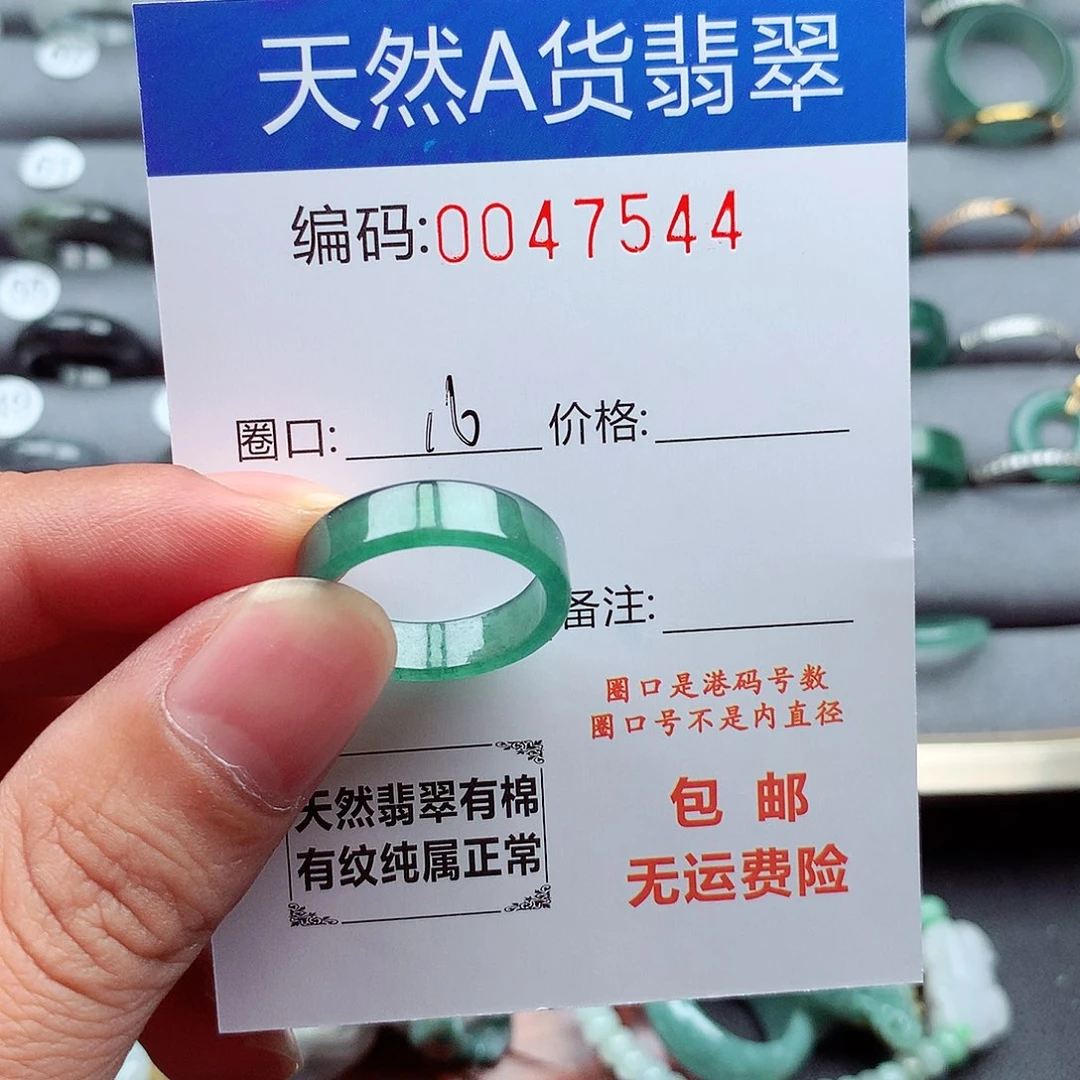 天然A货翡翠
编码:0047544
圈口: 16 价格:
备注:
圈口是港码号数
圈口号不是内直径
包邮
无运费险
天然翡翠有棉
有纹纯属正常